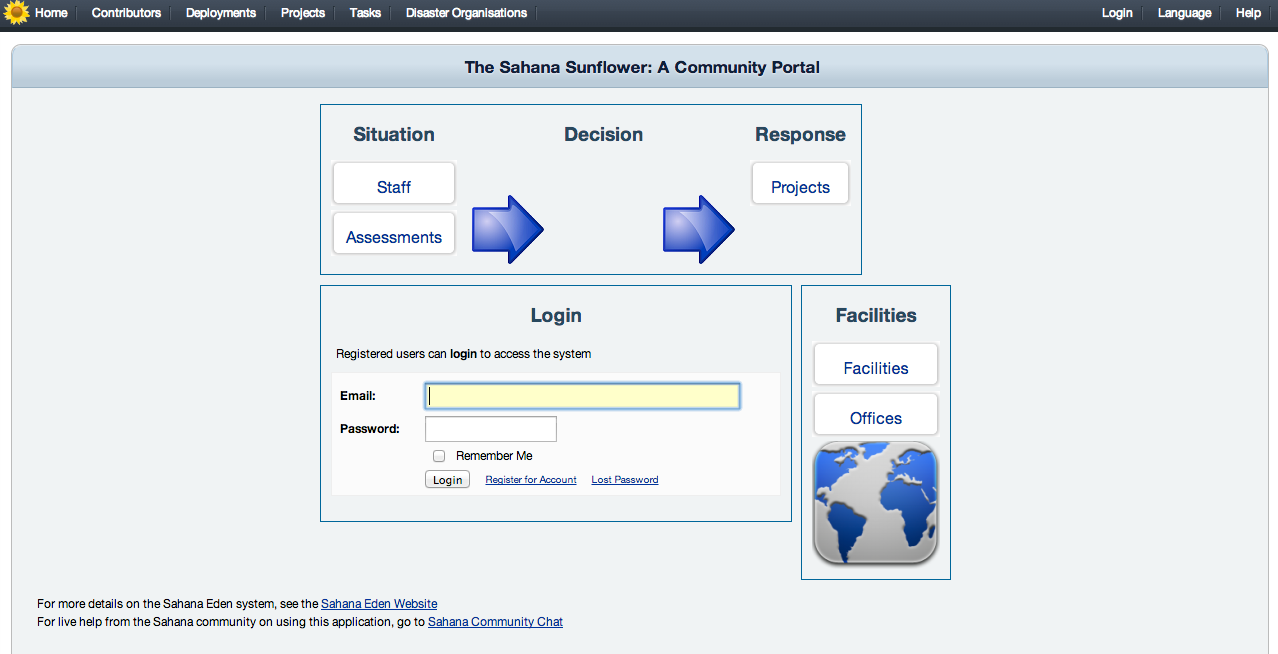 Home Contributors Deployments Projects Tasks Disaster Organisations Login Language Help
The Sahana Sunflower: A Community Portal
Situation Decision Response
Staff Projects
Assessments
Login
Registered users can login to access the system
Email:
Password:
Remember Me
Login Register for Account Lost Password
Facilities
Facilities
Offices
For more details on the Sahana Eden system, see the Sahana Eden Website
For live help from the Sahana community on using this application, go to Sahana Community Chat